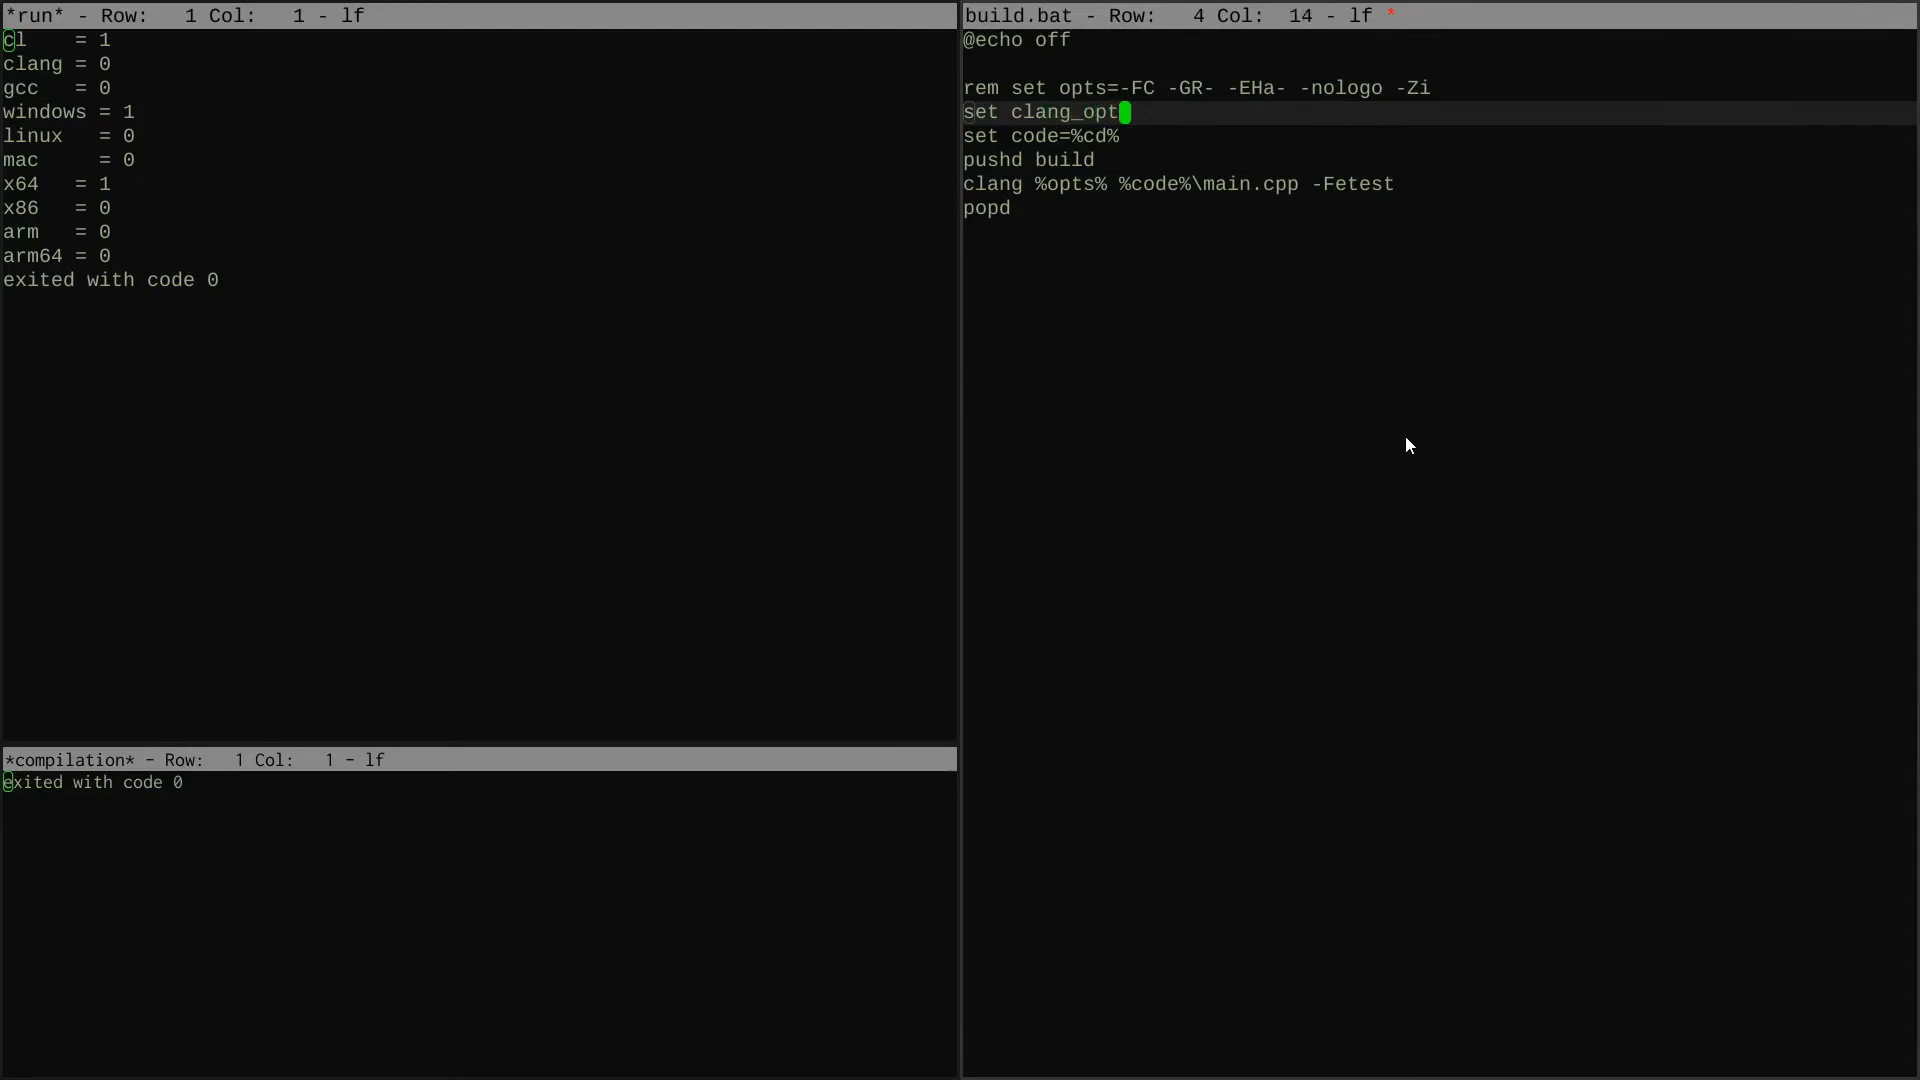 *run* - Row:   1 Col:   1 - lf
cl    = 1
clang = 0
gcc   = 0
windows = 1
linux   = 0
mac     = 0
x64   = 1
x86   = 0
arm   = 0
arm64 = 0
exited with code 0
*compilation* - Row:   1 Col:   1 - lf
exited with code 0
build.bat - Row:   4 Col:  14 - lf *
@echo off
rem set opts=-FC -GR- -EHa- -nologo -Zi
set clang_opt
set code=%cd%
pushd build
clang %opts% %code%\main.cpp -Fetest
popd